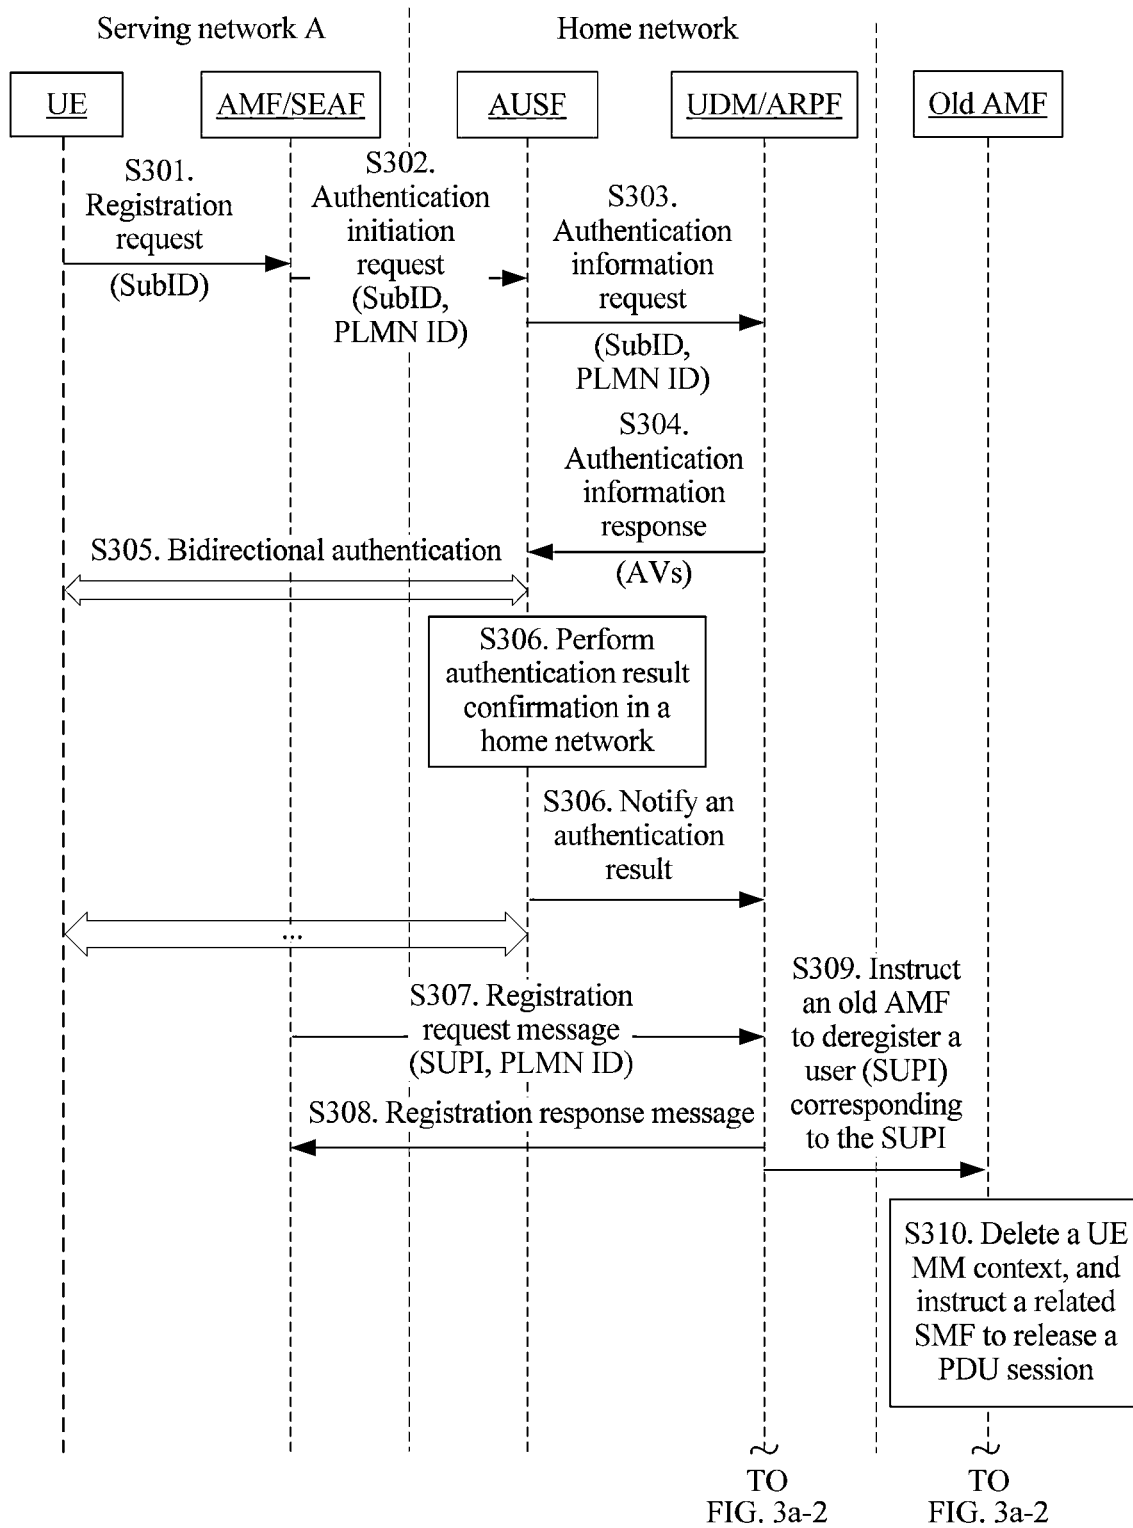 Serving network A
Home network
UE
AMF/SEAF
AUSF
UDM/ARPF
Old AMF
S301.
Registration
request
(SubID)
S302.
Authentication
initiation
request
(SubID,
PLMN ID)
S303.
Authentication
information
request
(SubID,
PLMN ID)
S304.
Authentication
information
response
(AVs)
S305. Bidirectional authentication
S306. Perform
authentication result
confirmation in a
home network
S306. Notify an
authentication
result
...
S307. Registration
request message
(SUPI, PLMN ID)
S308. Registration response message
S309. Instruct
an old AMF
to deregister a
user (SUPI)
corresponding
to the SUPI
S310. Delete a UE
MM context, and
instruct a related
SMF to release a
PDU session
TO
FIG. 3a-2
TO
FIG. 3a-2